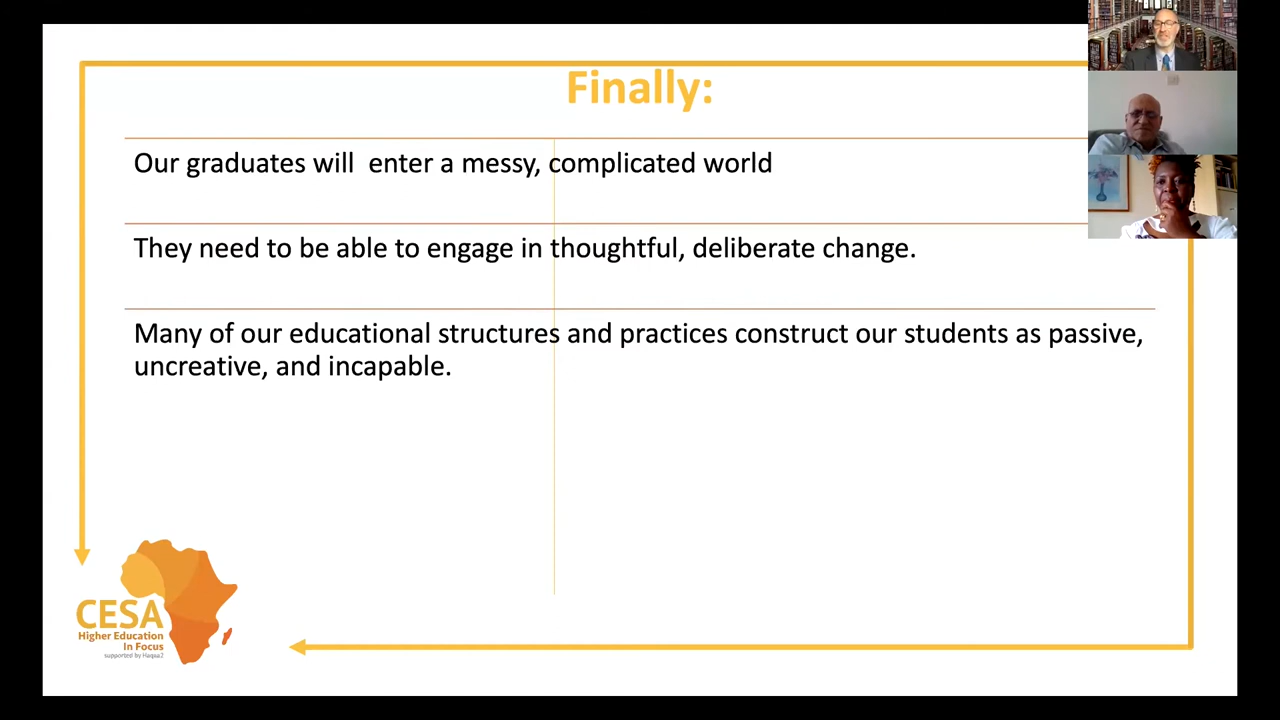 Finally:
Our graduates will  enter a messy, complicated world
They need to be able to engage in thoughtful, deliberate change.
Many of our educational structures and practices construct our students as passive,
uncreative, and incapable.
CESA
Higher Education
In Focus
supported by Haqaa2